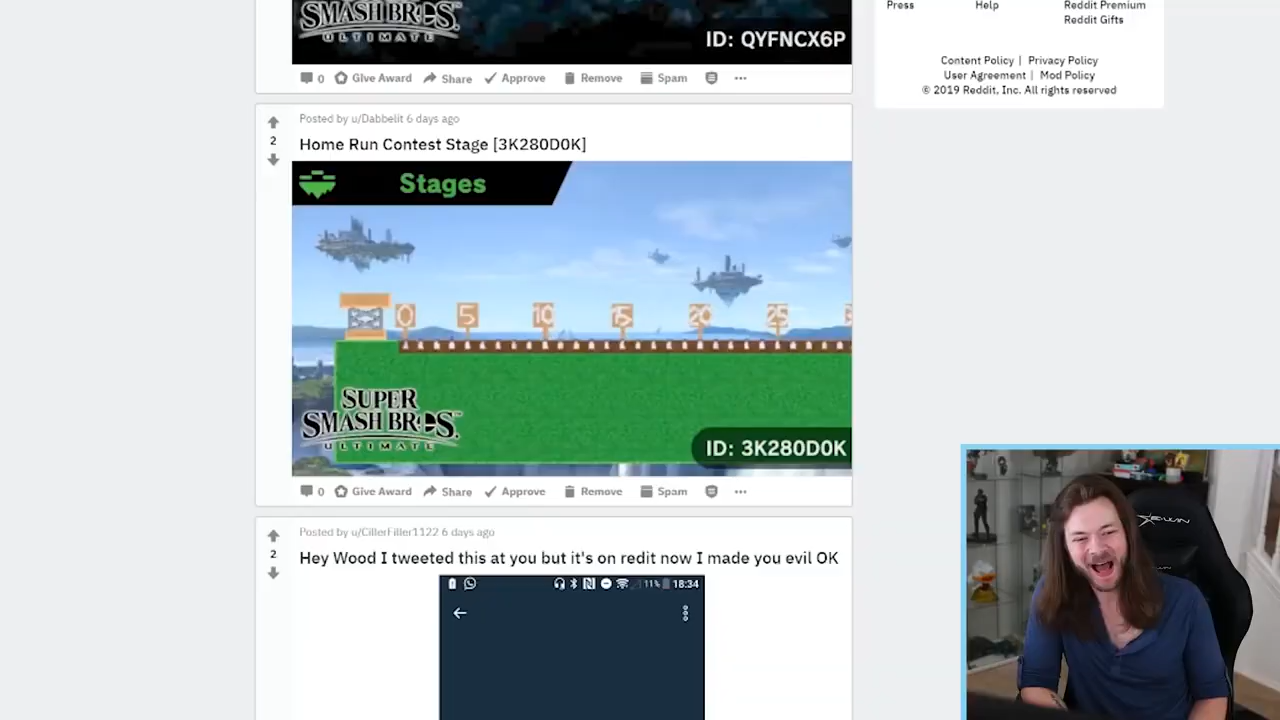 SMASH BROS.
ULTIMATE
ID: QYFNCX6P
0 Give Award Share Approve Remove Spam
Press Help Reddit Premium
Reddit Gifts
Content Policy | Privacy Policy
User Agreement | Mod Policy
© 2019 Reddit, Inc. All rights reserved
Posted by u/Dabbelit 6 days ago
2
Home Run Contest Stage [3K280D0K]
Stages
0 5 10 15 20 25
SUPER
SMASH BROS.™
ULTIMATE
ID: 3K280D0K
0 Give Award Share Approve Remove Spam
Posted by u/CillerFiller1122 6 days ago
2
Hey Wood I tweeted this at you but it's on redit now I made you evil OK
11% 18:34